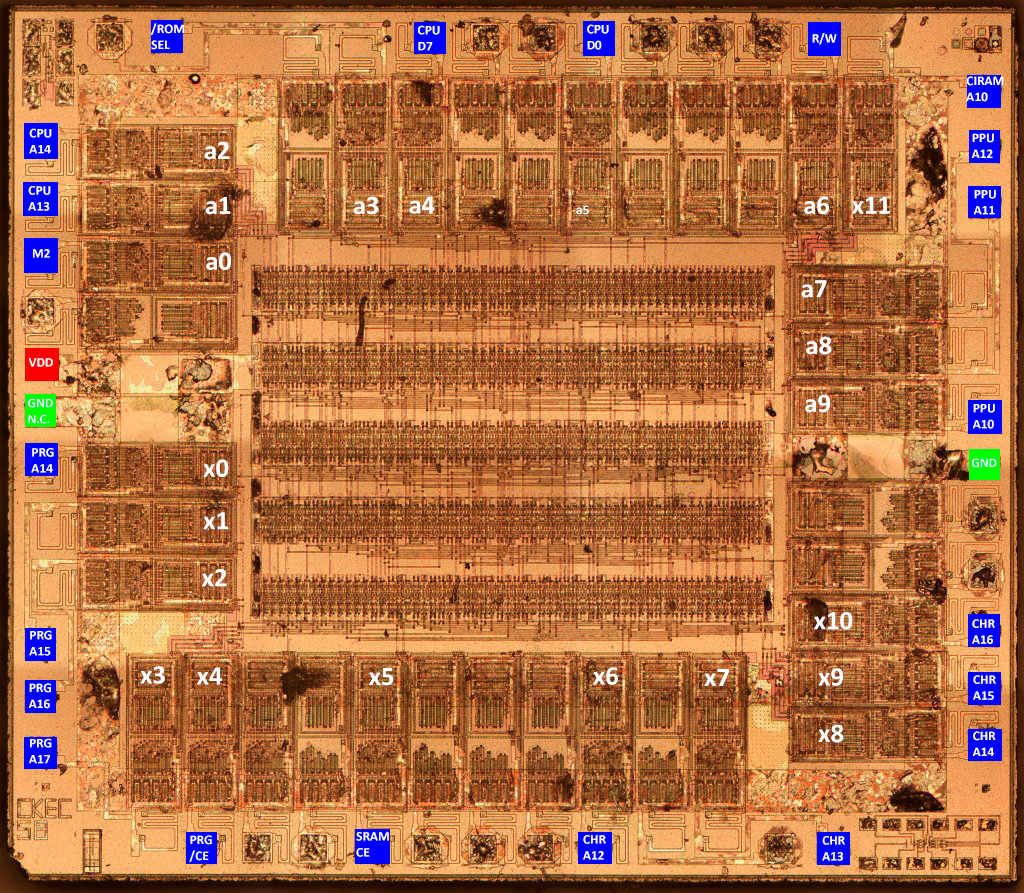 /ROM
SEL
CPU
D7
CPU
D0
R/W
CIRAM
A10
CPU
A14
a2
PPU
A12
CPU
A13
a1
a3
a4
a5
a6
x11
PPU
A11
M2
a0
a7
a8
VDD
GND
N.C.
a9
PPU
A10
PRG
A14
x0
GND
x1
x2
PRG
A15
x10
CHR
A16
x3
x4
x5
x6
x7
x9
PRG
A16
CHR
A15
x8
PRG
A17
CHR
A14
PRG
/CE
SRAM
CE
CHR
A12
CHR
A13